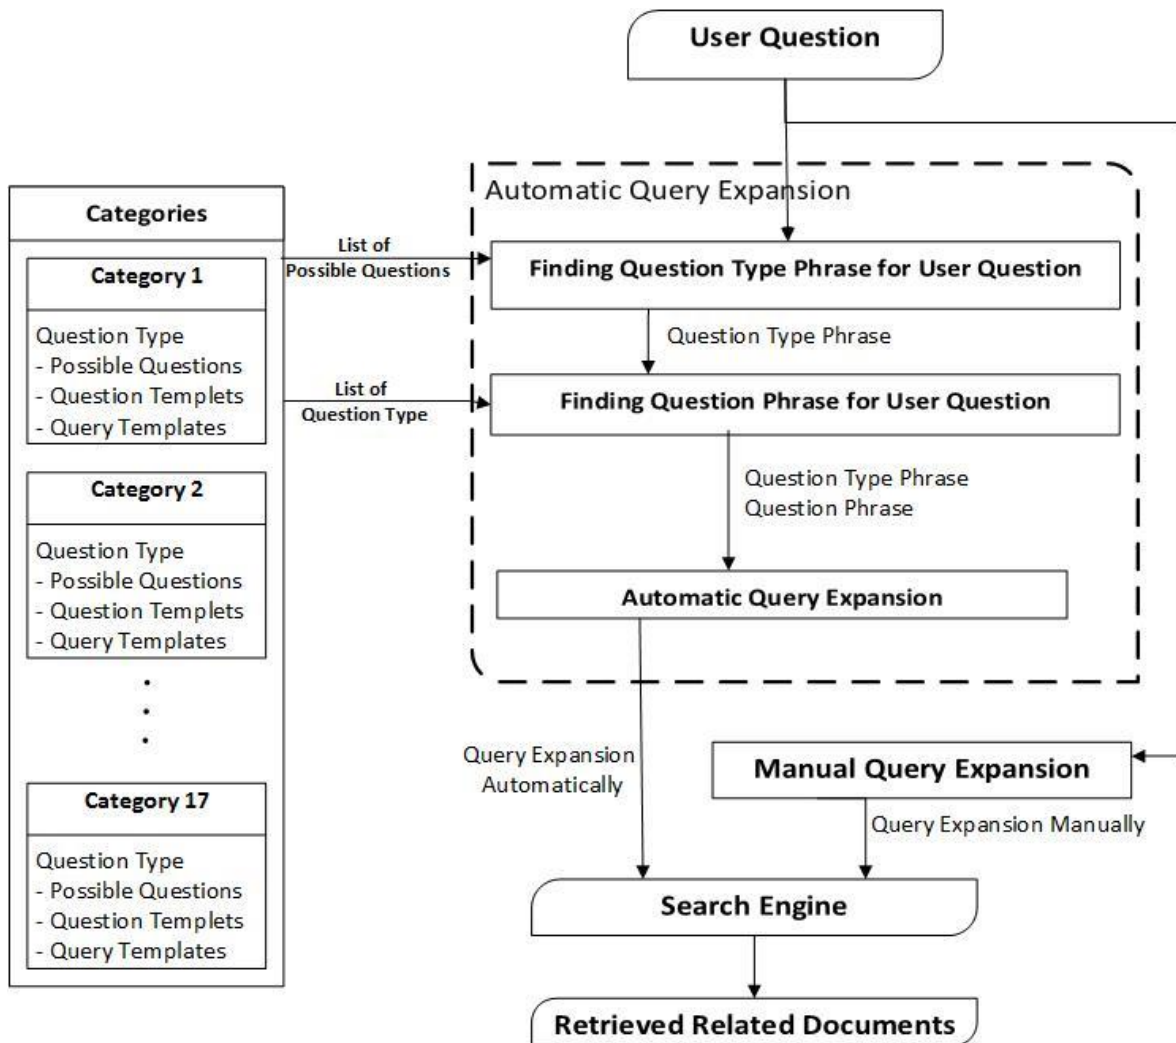 User Question
Automatic Query Expansion
Categories
Category 1
Question Type
- Possible Questions
- Question Templets
- Query Templates
Category 2
Question Type
- Possible Questions
- Question Templets
- Query Templates
.
.
.
Category 17
Question Type
- Possible Questions
- Question Templets
- Query Templates
List of
Possible Questions
Finding Question Type Phrase for User Question
Question Type Phrase
List of
Question Type
Finding Question Phrase for User Question
Question Type Phrase
Question Phrase
Automatic Query Expansion
Query Expansion
Automatically
Manual Query Expansion
Query Expansion Manually
Search Engine
Retrieved Related Documents